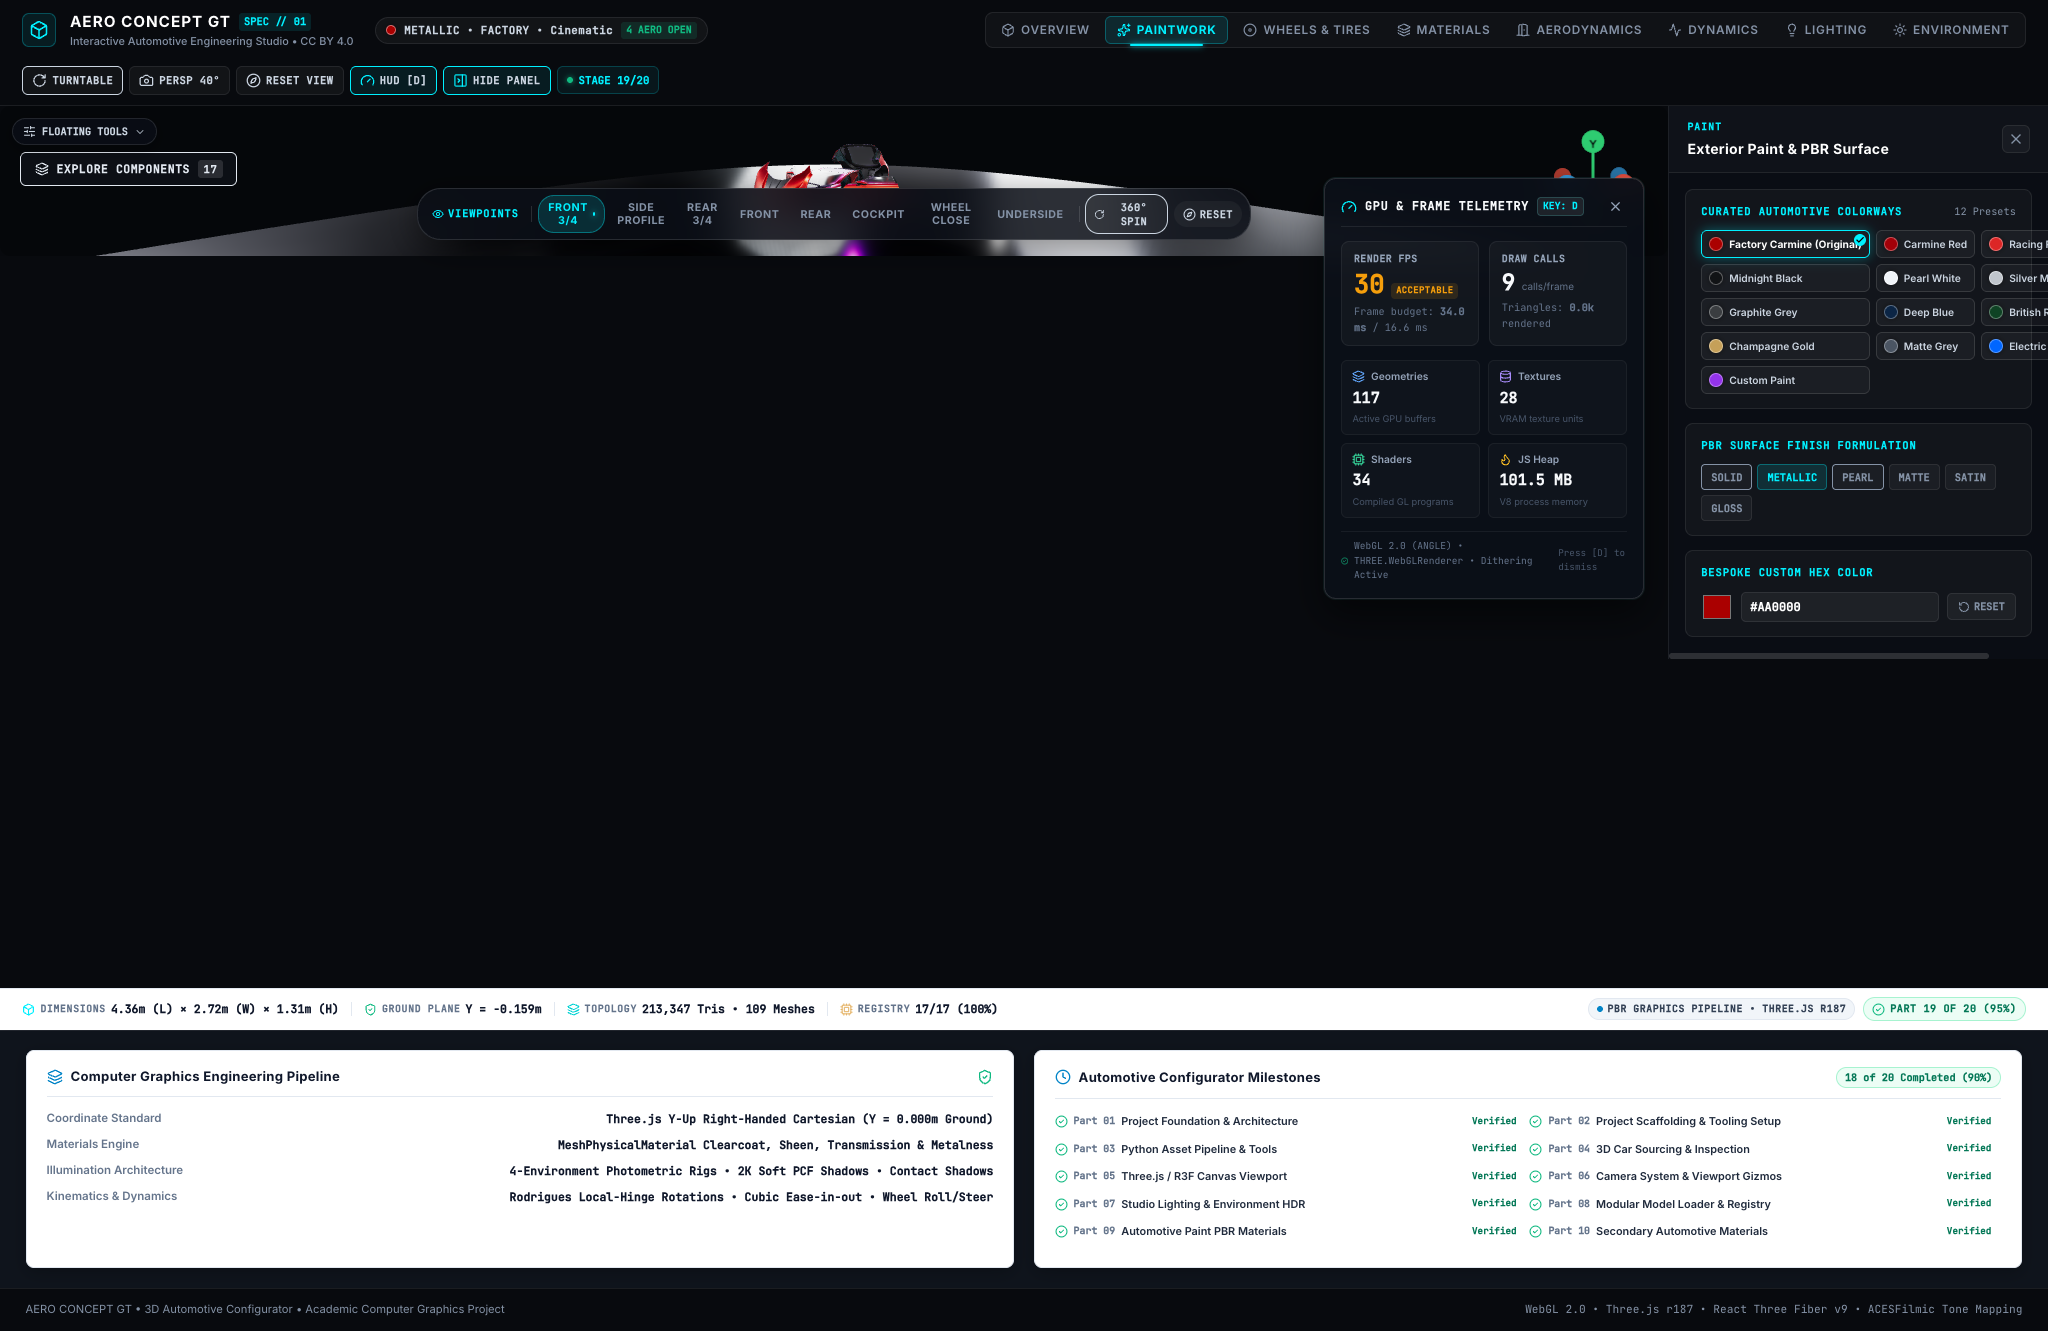 AERO CONCEPT GT SPEC // 01
Interactive Automotive Engineering Studio • CC BY 4.0
METALLIC • FACTORY • Cinematic 4 AERO OPEN
OVERVIEW
PAINTWORK
WHEELS & TIRES
MATERIALS
AERODYNAMICS
DYNAMICS
LIGHTING
ENVIRONMENT
TURNTABLE
PERSP 40°
RESET VIEW
HUD [D]
HIDE PANEL
STAGE 19/20
FLOATING TOOLS
EXPLORE COMPONENTS 17
Y
VIEWPOINTS
FRONT
3/4
SIDE
PROFILE
REAR
3/4
FRONT
REAR
COCKPIT
WHEEL
CLOSE
UNDERSIDE
360°
SPIN
RESET
GPU & FRAME TELEMETRY KEY: D
RENDER FPS
30 ACCEPTABLE
Frame budget: 34.0
ms / 16.6 ms
DRAW CALLS
9 calls/frame
Triangles: 0.0k
rendered
Geometries
117
Active GPU buffers
Textures
28
VRAM texture units
Shaders
34
Compiled GL programs
JS Heap
101.5 MB
V8 process memory
WebGL 2.0 (ANGLE) •
THREE.WebGLRenderer • Dithering
Active
Press [D] to
dismiss
PAINT
Exterior Paint & PBR Surface
CURATED AUTOMOTIVE COLORWAYS 12 Presets
Factory Carmine (Original)
Carmine Red
Racing
Midnight Black
Pearl White
Silver M
Graphite Grey
Deep Blue
British R
Champagne Gold
Matte Grey
Electric
Custom Paint
PBR SURFACE FINISH FORMULATION
SOLID
METALLIC
PEARL
MATTE
SATIN
GLOSS
BESPOKE CUSTOM HEX COLOR
#AA0000
RESET
DIMENSIONS 4.36m (L) × 2.72m (W) × 1.31m (H)
GROUND PLANE Y = -0.159m
TOPOLOGY 213,347 Tris • 109 Meshes
REGISTRY 17/17 (100%)
PBR GRAPHICS PIPELINE • THREE.JS R187
PART 19 OF 20 (95%)
Computer Graphics Engineering Pipeline
Coordinate Standard Three.js Y-Up Right-Handed Cartesian (Y = 0.000m Ground)
Materials Engine MeshPhysicalMaterial Clearcoat, Sheen, Transmission & Metalness
Illumination Architecture 4-Environment Photometric Rigs • 2K Soft PCF Shadows • Contact Shadows
Kinematics & Dynamics Rodrigues Local-Hinge Rotations • Cubic Ease-in-out • Wheel Roll/Steer
Automotive Configurator Milestones 18 of 20 Completed (90%)
Part 01 Project Foundation & Architecture Verified
Part 02 Project Scaffolding & Tooling Setup Verified
Part 03 Python Asset Pipeline & Tools Verified
Part 04 3D Car Sourcing & Inspection Verified
Part 05 Three.js / R3F Canvas Viewport Verified
Part 06 Camera System & Viewport Gizmos Verified
Part 07 Studio Lighting & Environment HDR Verified
Part 08 Modular Model Loader & Registry Verified
Part 09 Automotive Paint PBR Materials Verified
Part 10 Secondary Automotive Materials Verified
AERO CONCEPT GT • 3D Automotive Configurator • Academic Computer Graphics Project
WebGL 2.0 • Three.js r187 • React Three Fiber v9 • ACESFilmic Tone Mapping